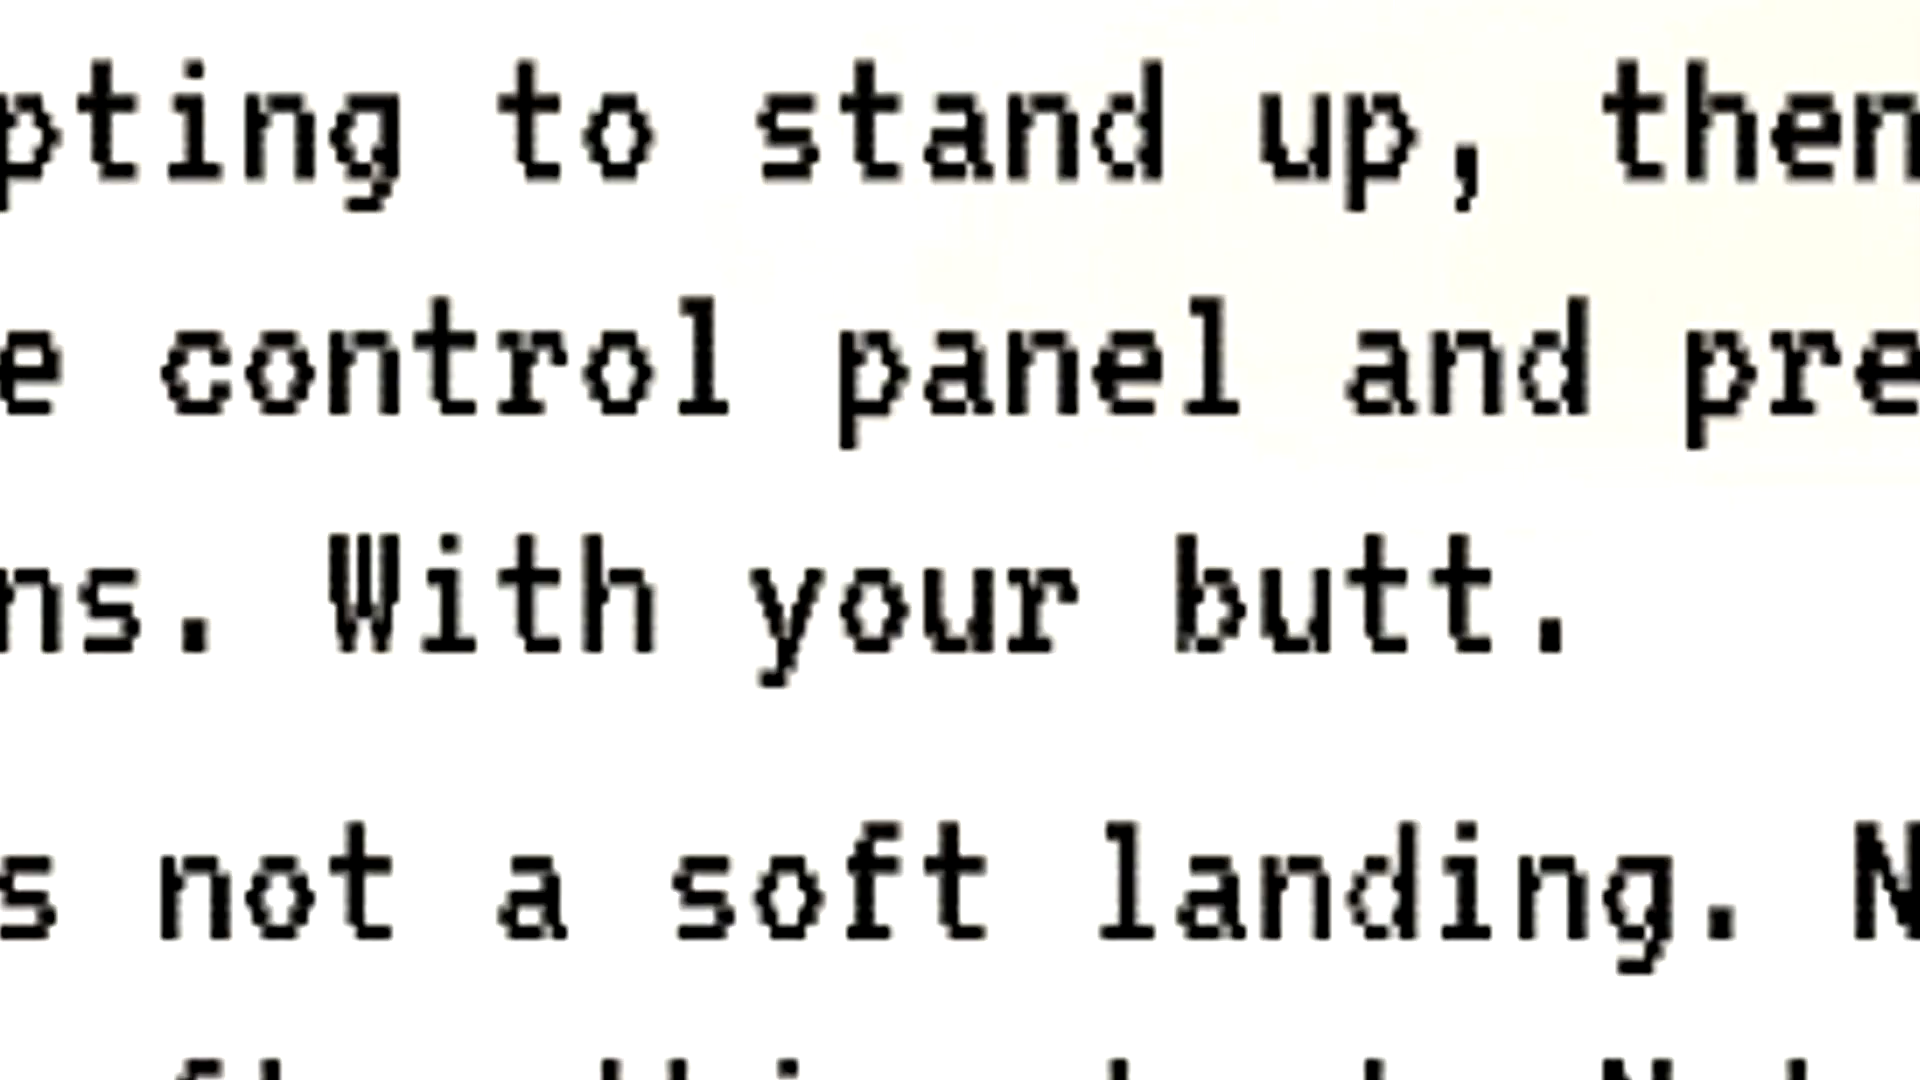 pting to stand up, then
e control panel and pre
ns. With your butt.
s not a soft landing. N